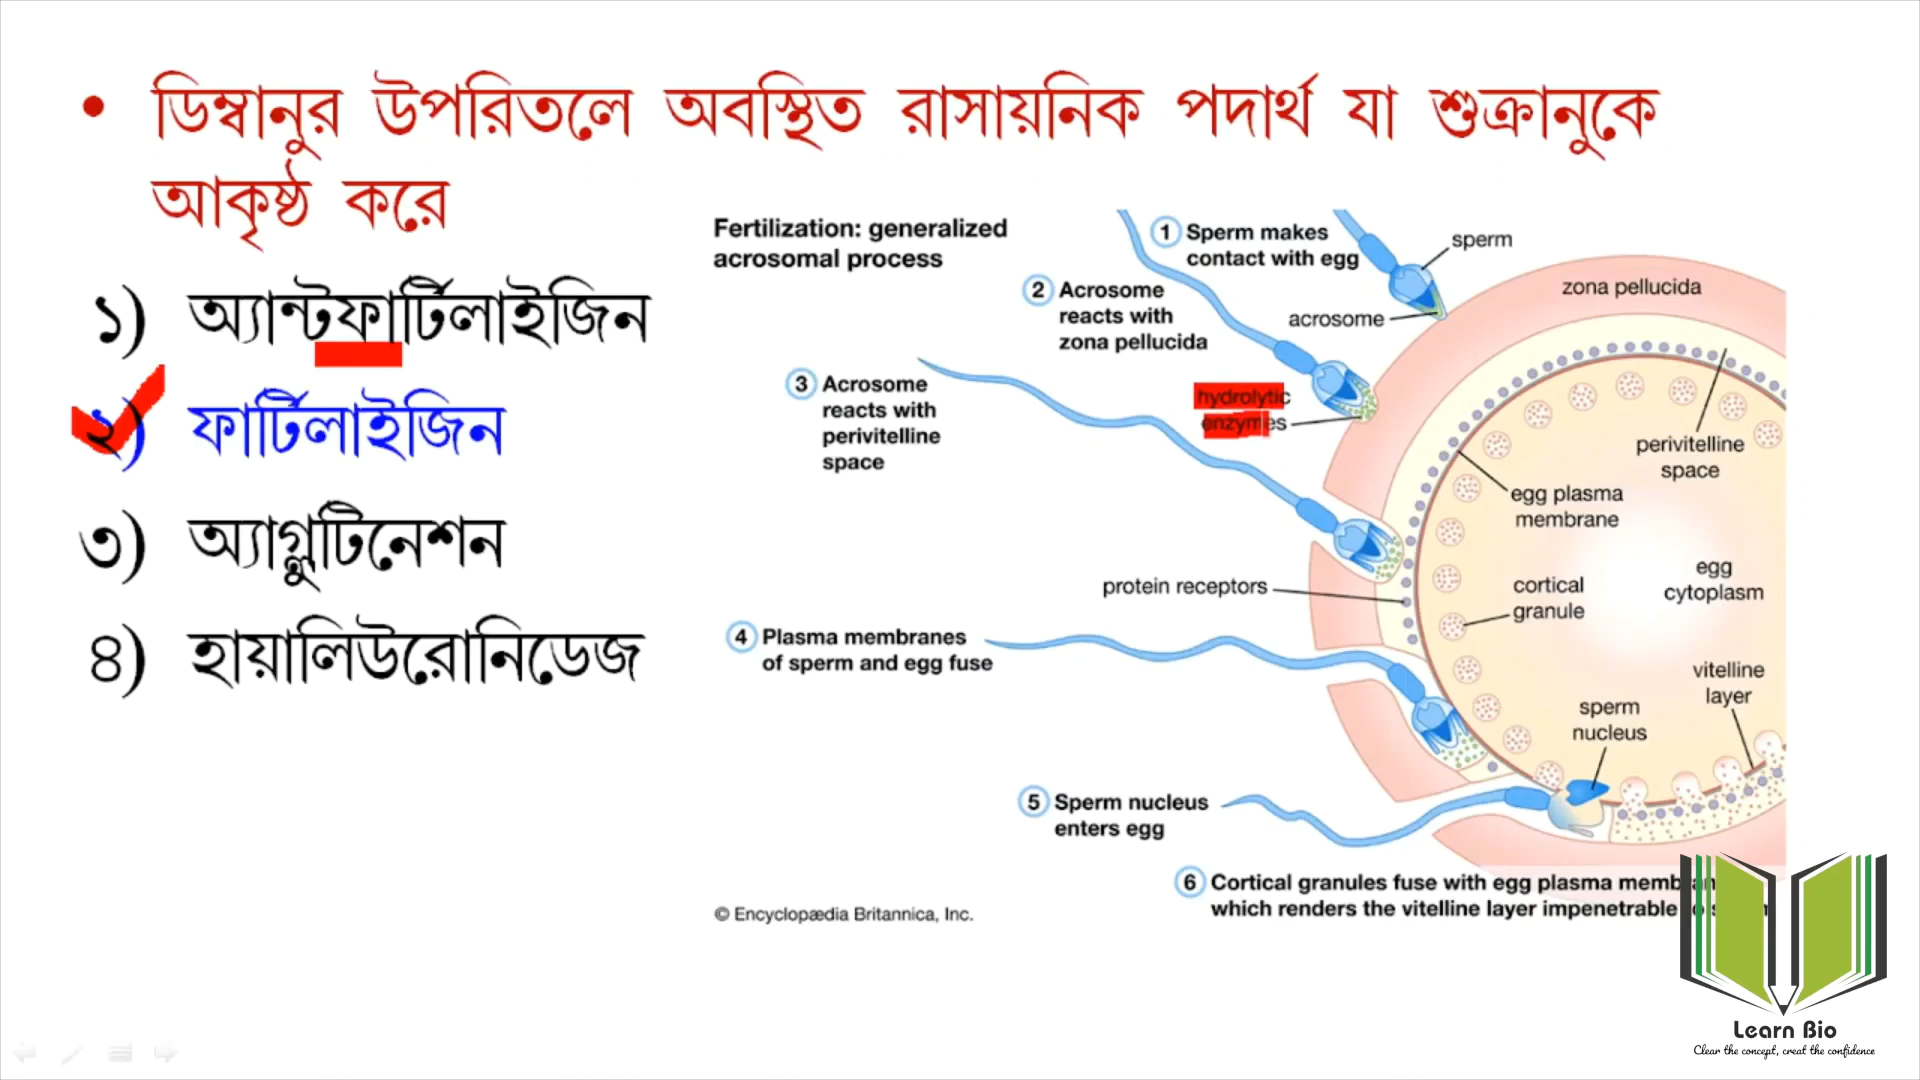 • ডিম্বানুর উপরিতলে অবস্থিত রাসায়নিক পদার্থ যা শুক্রানুকে
আকৃষ্ঠ করে
১) অ্যান্টফার্টিলাইজিন
২) ফার্টিলাইজিন
৩) অ্যাগ্লুটিনেশন
৪) হায়ালিউরোনিডেজ
Fertilization: generalized
acrosomal process
1 Sperm makes
contact with egg
sperm
acrosome
zona pellucida
2 Acrosome
reacts with
zona pellucida
hydrolytic
enzymes
3 Acrosome
reacts with
perivitelline
space
perivitelline
space
egg plasma
membrane
protein receptors
cortical
granule
egg
cytoplasm
4 Plasma membranes
of sperm and egg fuse
vitelline
layer
sperm
nucleus
5 Sperm nucleus
enters egg
6 Cortical granules fuse with egg plasma
which renders the vitelline layer impenetrable
© Encyclopædia Britannica, Inc.
Learn Bio
Clear the concept, creat the confidence